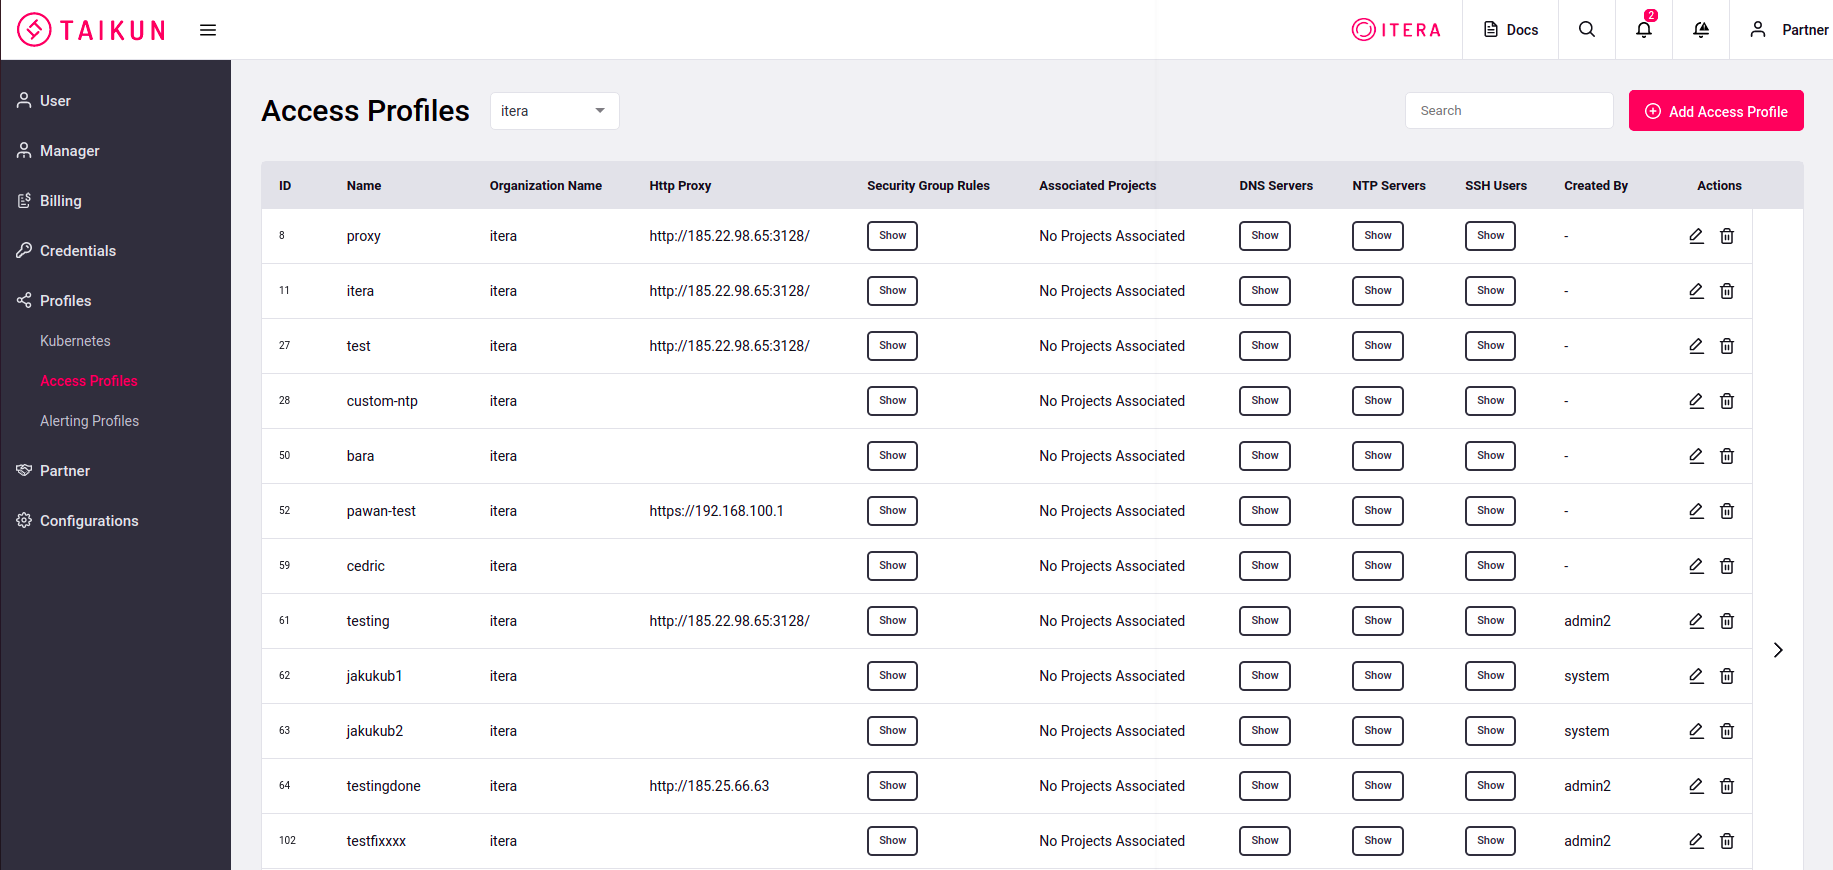 TAIKUN
ITERA
Docs
2
Partner
User
Manager
Billing
Credentials
Profiles
Kubernetes
Access Profiles
Alerting Profiles
Partner
Configurations
Access Profiles
itera
Search
Add Access Profile
ID Name Organization Name Http Proxy Security Group Rules Associated Projects DNS Servers NTP Servers SSH Users Created By Actions
8 proxy itera http://185.22.98.65:3128/ Show No Projects Associated Show Show Show -
11 itera itera http://185.22.98.65:3128/ Show No Projects Associated Show Show Show -
27 test itera http://185.22.98.65:3128/ Show No Projects Associated Show Show Show -
28 custom-ntp itera Show No Projects Associated Show Show Show -
50 bara itera Show No Projects Associated Show Show Show -
52 pawan-test itera https://192.168.100.1 Show No Projects Associated Show Show Show -
59 cedric itera Show No Projects Associated Show Show Show -
61 testing itera http://185.22.98.65:3128/ Show No Projects Associated Show Show Show admin2
62 jakukub1 itera Show No Projects Associated Show Show Show system
63 jakukub2 itera Show No Projects Associated Show Show Show system
64 testingdone itera http://185.25.66.63 Show No Projects Associated Show Show Show admin2
102 testfixxxx itera Show No Projects Associated Show Show Show admin2